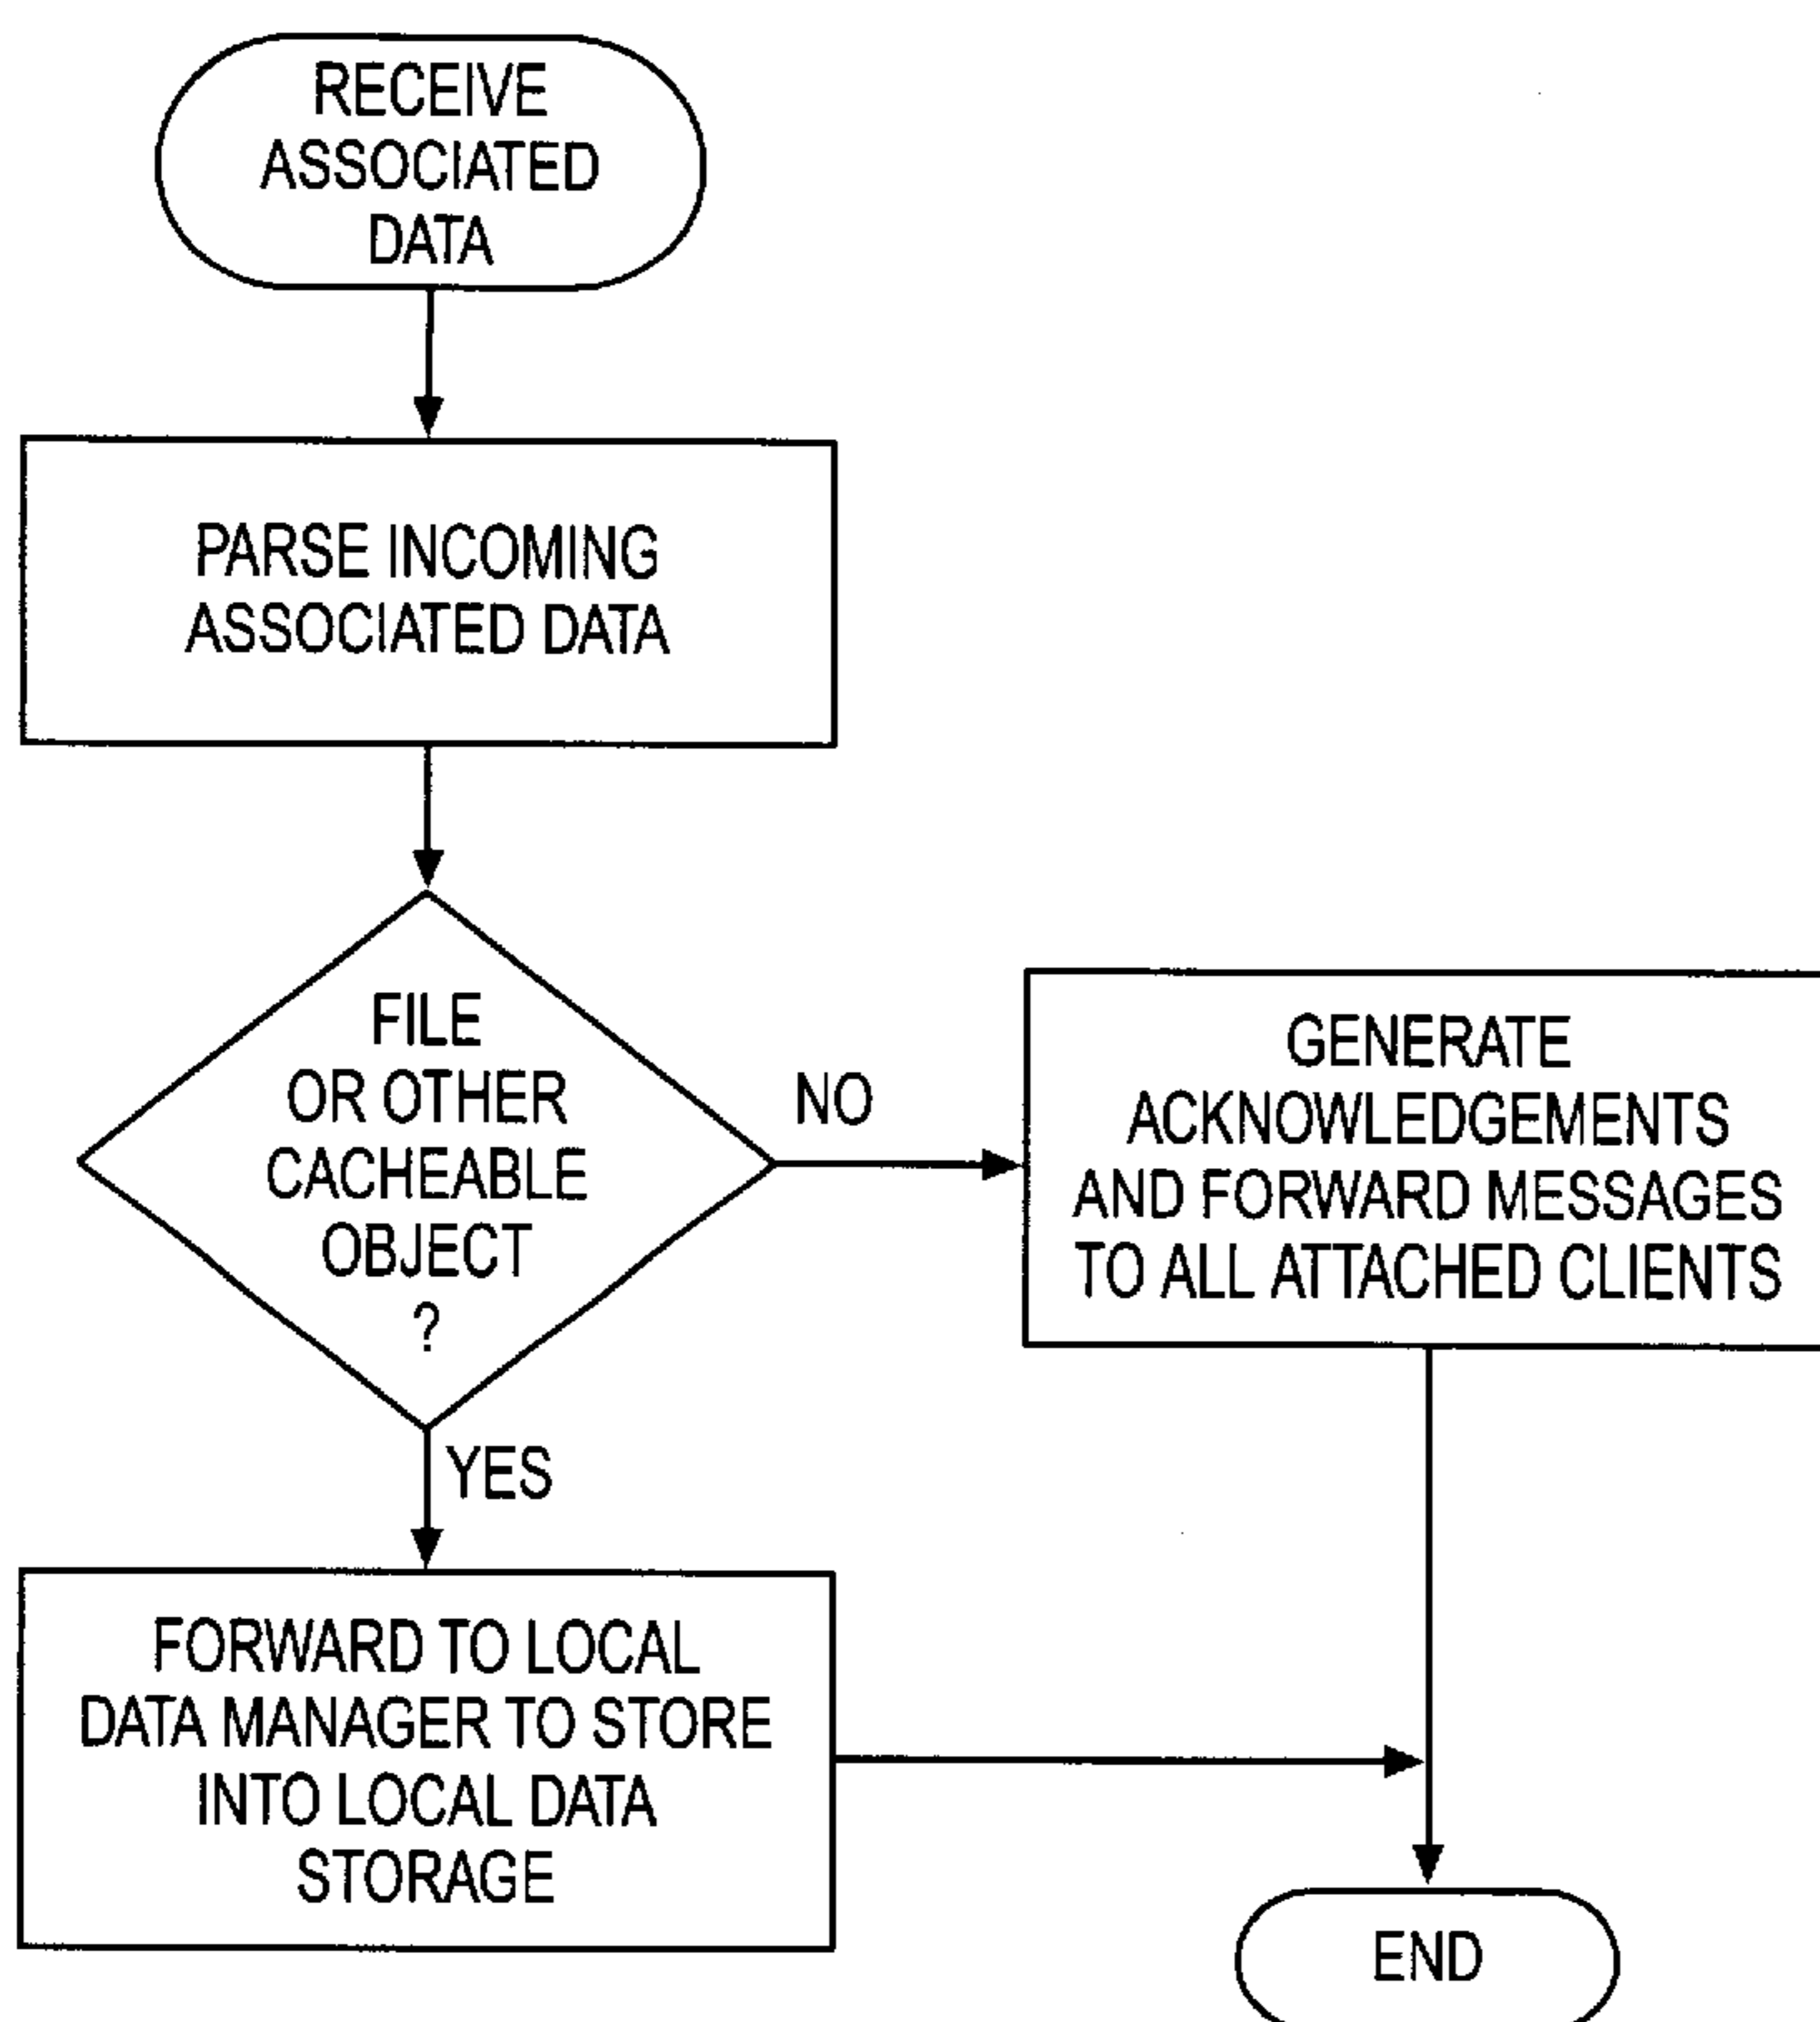 RECEIVE
ASSOCIATED
DATA
PARSE INCOMING
ASSOCIATED DATA
FILE
OR OTHER
CACHEABLE
OBJECT
?
NO
GENERATE
ACKNOWLEDGEMENTS
AND FORWARD MESSAGES
TO ALL ATTACHED CLIENTS
YES
FORWARD TO LOCAL
DATA MANAGER TO STORE
INTO LOCAL DATA
STORAGE
END